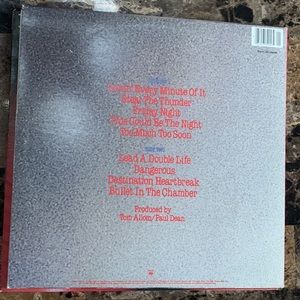 Lovin' Every Minute Of It
Steal The Thunder
Friday Night
This Could Be The Night
Too Much Too Soon
SIDE TWO
Lead A Double Life
Dangerous
Destination Heartbreak
Bullet In The Chamber
Produced by
Tom Allom/Paul Dean